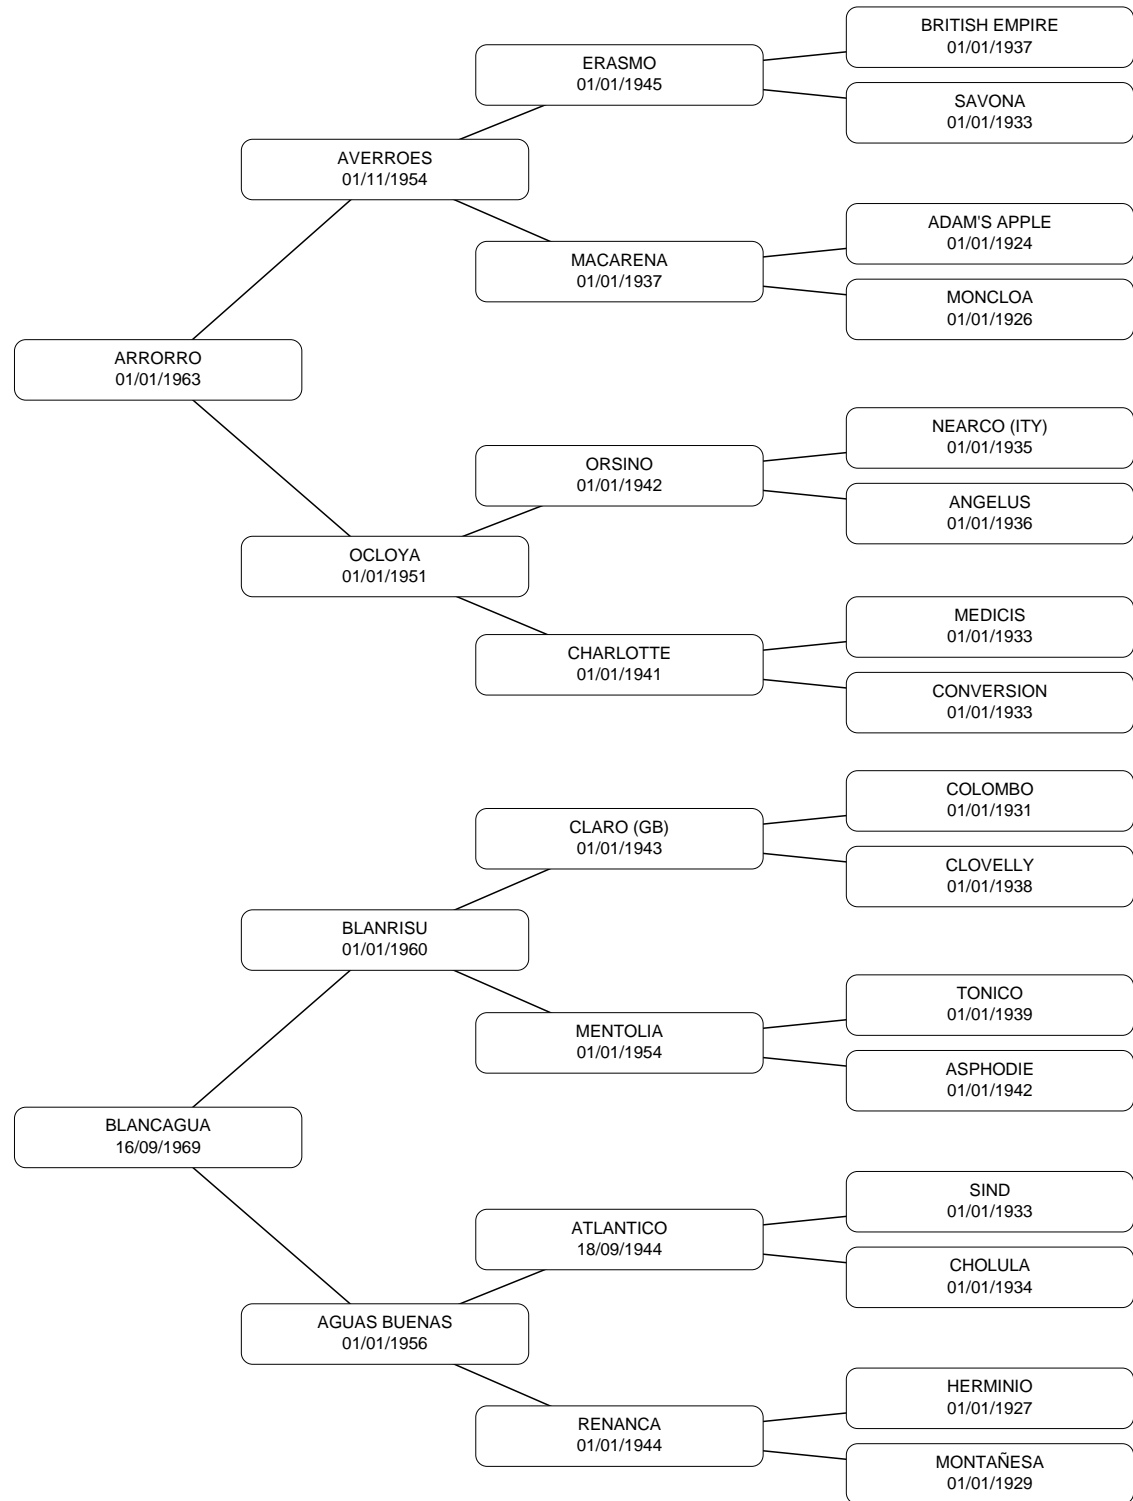 BRITISH EMPIRE
01/01/1937
ERASMO
01/01/1945
SAVONA
01/01/1933
AVERROES
01/11/1954
ADAM'S APPLE
01/01/1924
MACARENA
01/01/1937
MONCLOA
01/01/1926
ARRORRO
01/01/1963
NEARCO (ITY)
01/01/1935
ORSINO
01/01/1942
ANGELUS
01/01/1936
OCLOYA
01/01/1951
MEDICIS
01/01/1933
CHARLOTTE
01/01/1941
CONVERSION
01/01/1933
COLOMBO
01/01/1931
CLARO (GB)
01/01/1943
CLOVELLY
01/01/1938
BLANRISU
01/01/1960
TONICO
01/01/1939
MENTOLIA
01/01/1954
ASPHODIE
01/01/1942
BLANCAGUA
16/09/1969
SIND
01/01/1933
ATLANTICO
18/09/1944
CHOLULA
01/01/1934
AGUAS BUENAS
01/01/1956
HERMINIO
01/01/1927
RENANCA
01/01/1944
MONTAÑESA
01/01/1929